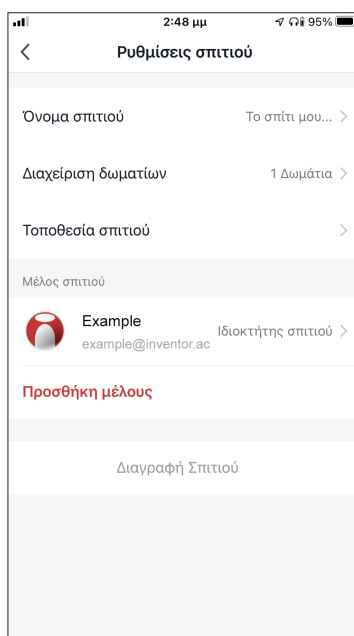 2:48 μμ 95%
Ρυθμίσεις σπιτιού
Όνομα σπιτιού Το σπίτι μου...
Διαχείριση δωματίων 1 Δωμάτια
Τοποθεσία σπιτιού
Μέλος σπιτιού
Example
example@inventor.ac Ιδιοκτήτης σπιτιού
Προσθήκη μέλους
Διαγραφή Σπιτιού